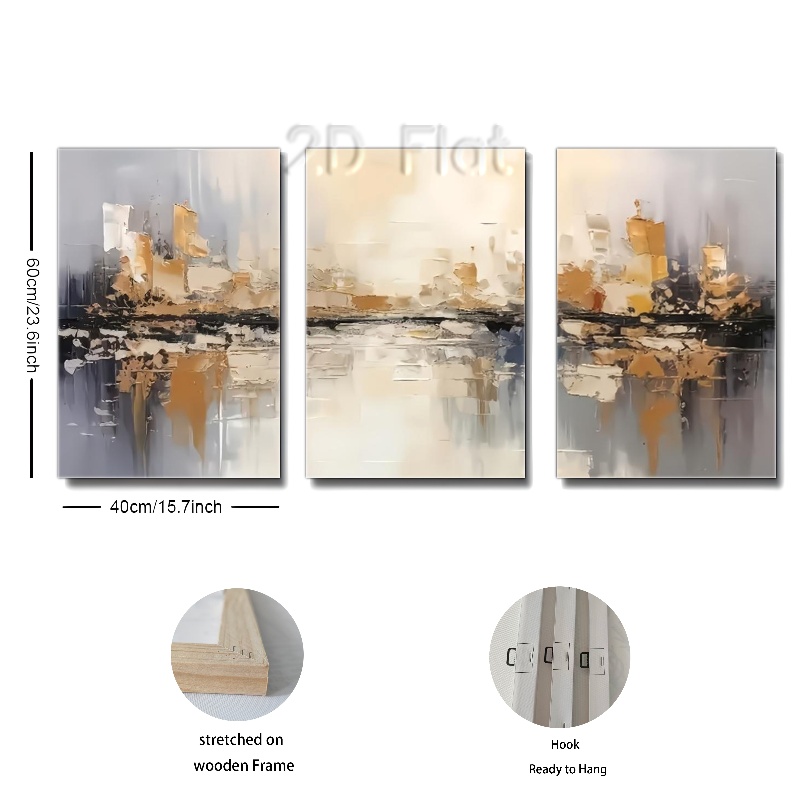 2D Flat
60cm/23.6inch
40cm/15.7inch
stretched on
wooden Frame
Hook
Ready to Hang